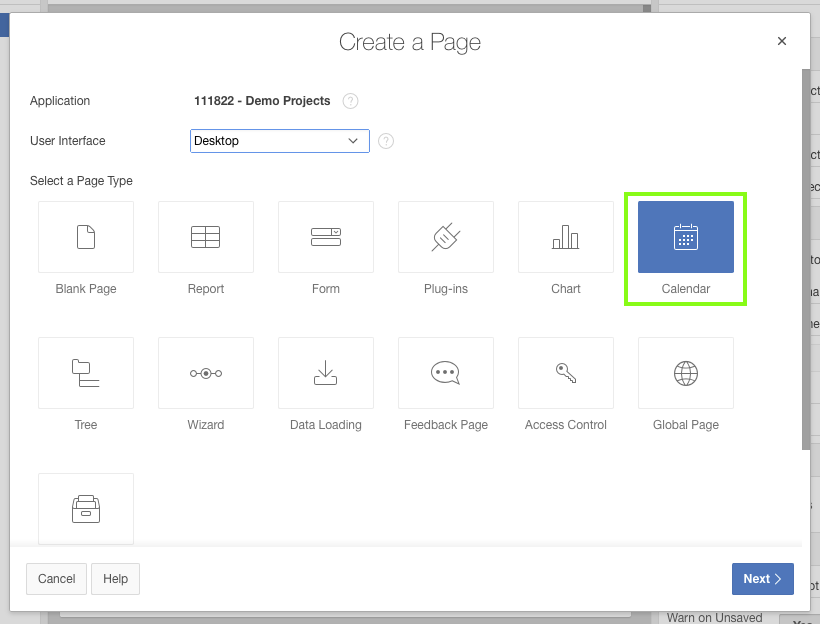 Create a Page
Application 111822 - Demo Projects ?
User Interface Desktop ?
Select a Page Type
Blank Page Report Form Plug-ins Chart Calendar
Tree Wizard Data Loading Feedback Page Access Control Global Page
Cancel Help Next
Warn on Unsaved